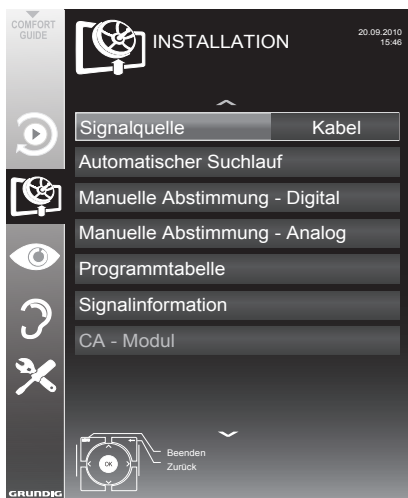 COMFORT
GUIDE
INSTALLATION
20.09.2010
15:46
Signalquelle Kabel
Automatischer Suchlauf
Manuelle Abstimmung - Digital
Manuelle Abstimmung - Analog
Programmtabelle
Signalinformation
CA - Modul
OK
Beenden
Zurück
GRUNDIG